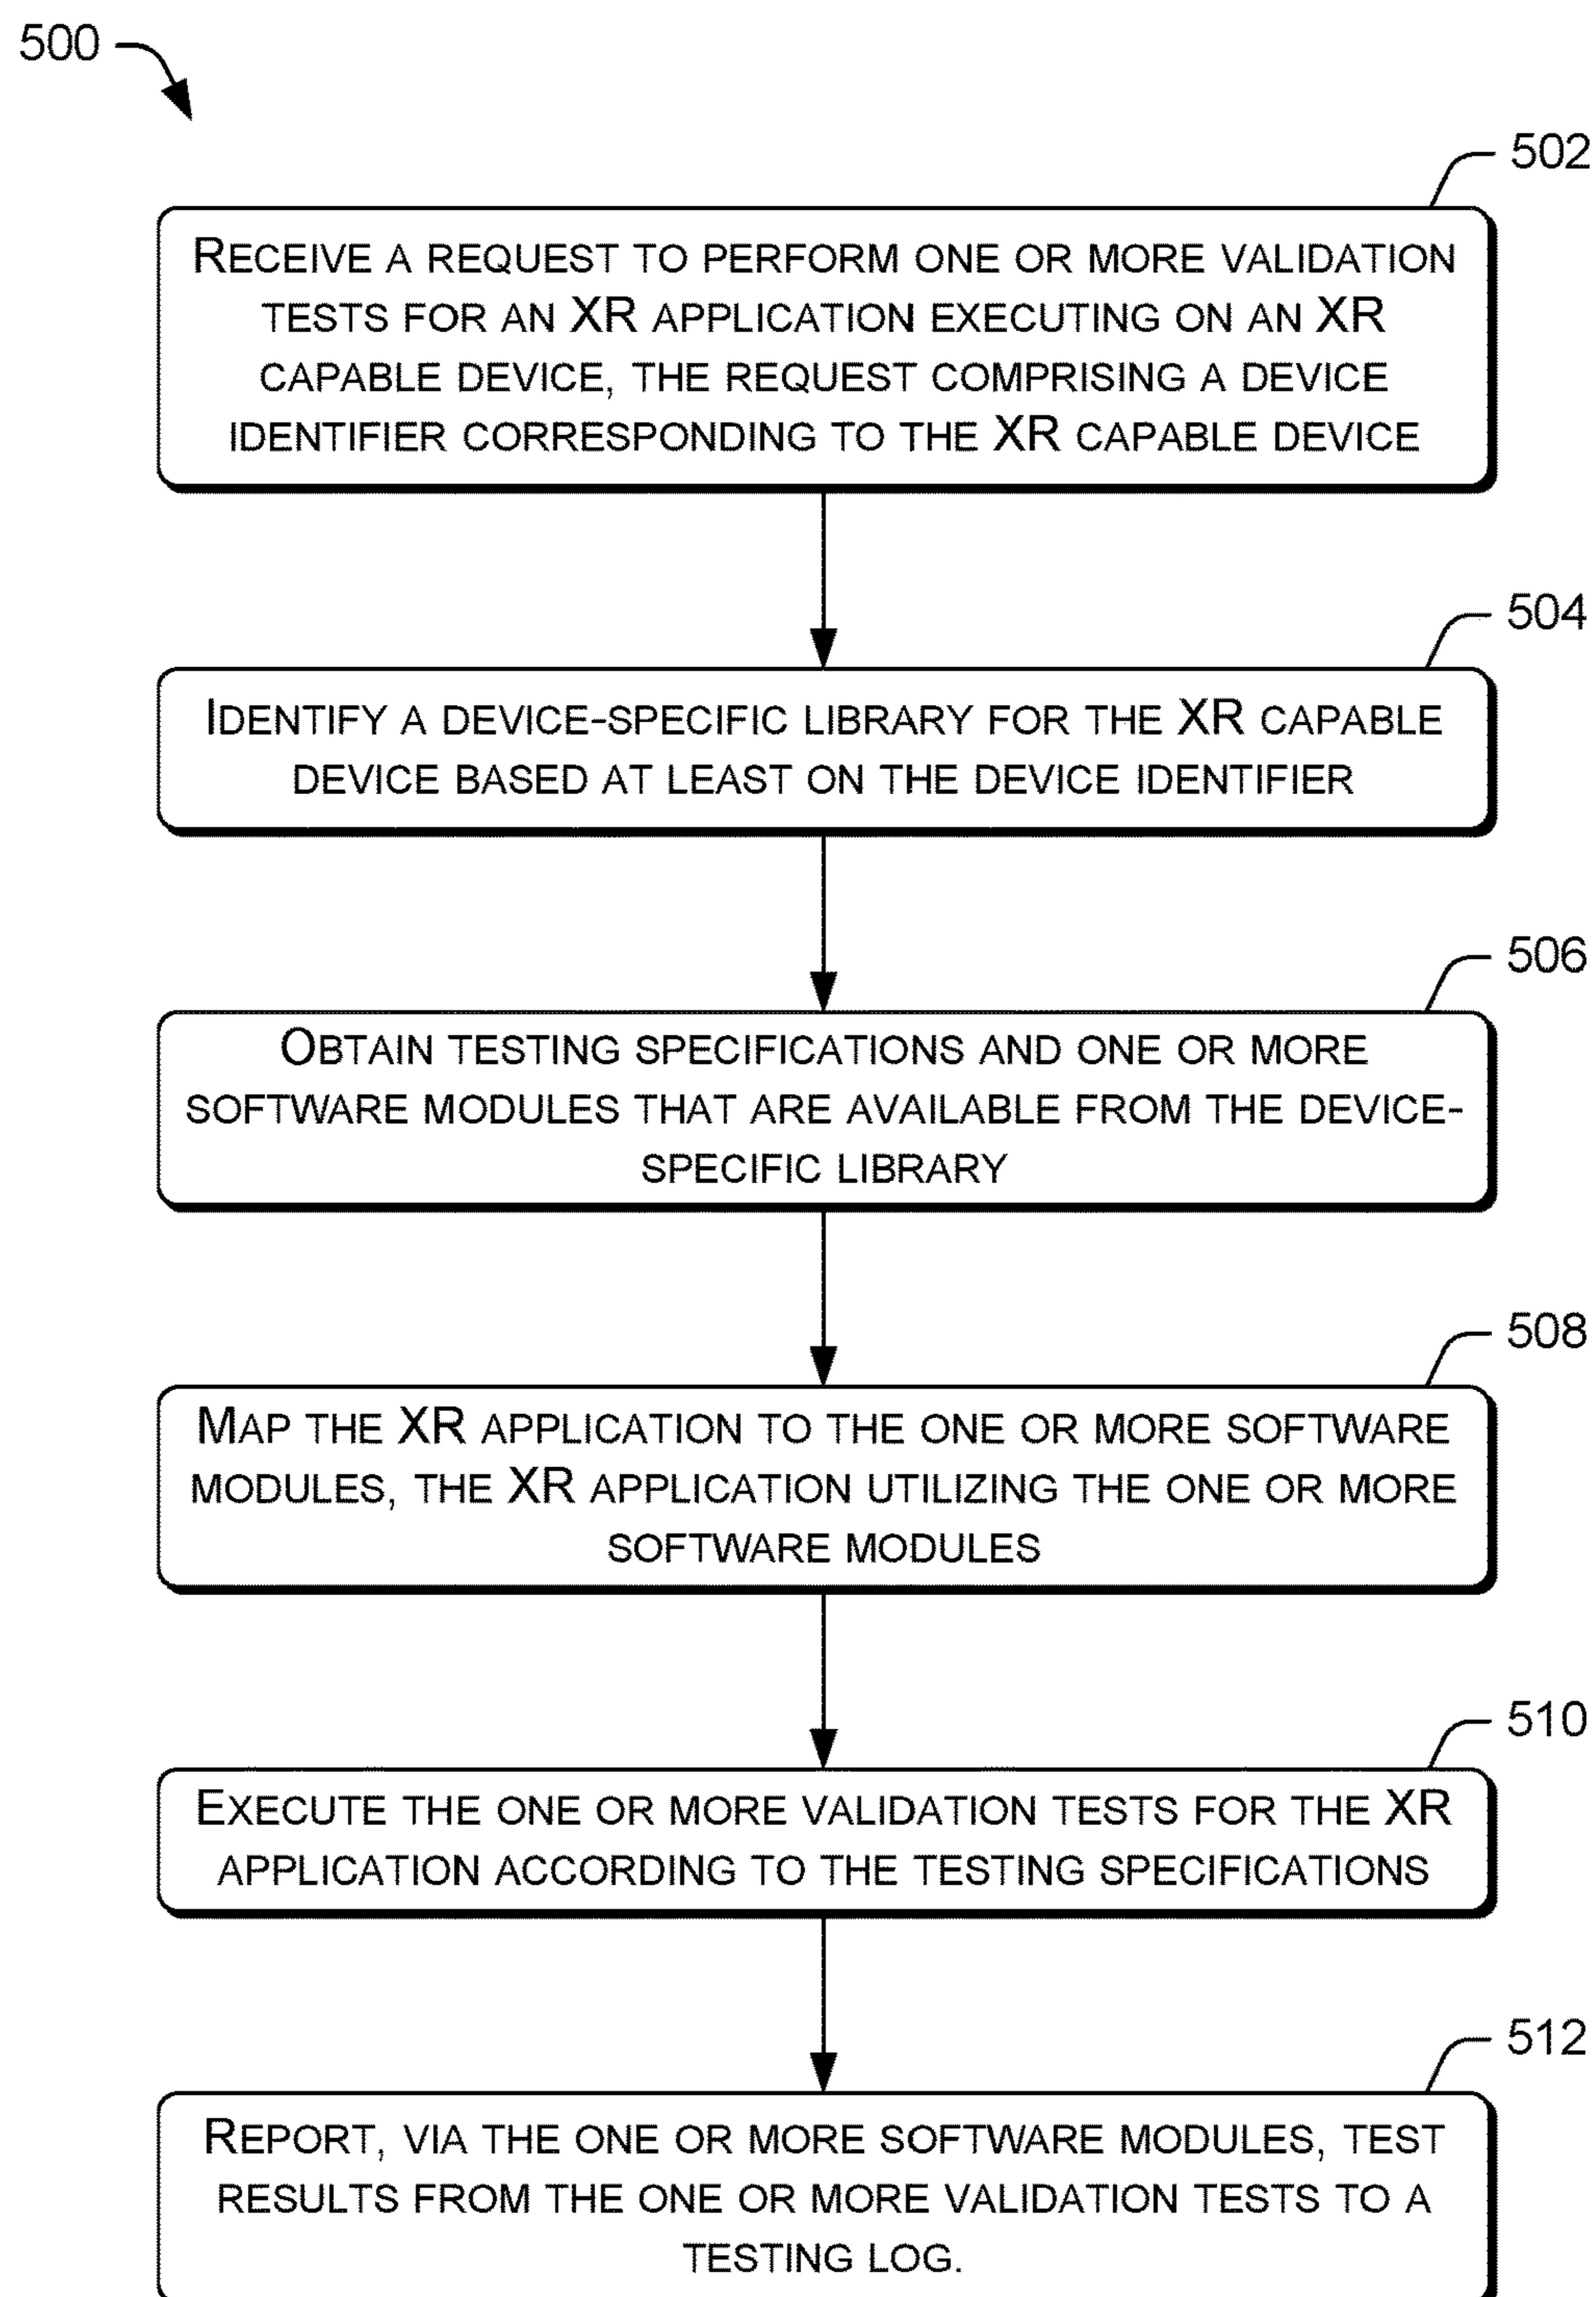 500
502
RECEIVE A REQUEST TO PERFORM ONE OR MORE VALIDATION
TESTS FOR AN XR APPLICATION EXECUTING ON AN XR
CAPABLE DEVICE, THE REQUEST COMPRISING A DEVICE
IDENTIFIER CORRESPONDING TO THE XR CAPABLE DEVICE
504
IDENTIFY A DEVICE-SPECIFIC LIBRARY FOR THE XR CAPABLE
DEVICE BASED AT LEAST ON THE DEVICE IDENTIFIER
506
OBTAIN TESTING SPECIFICATIONS AND ONE OR MORE
SOFTWARE MODULES THAT ARE AVAILABLE FROM THE DEVICE-
SPECIFIC LIBRARY
508
MAP THE XR APPLICATION TO THE ONE OR MORE SOFTWARE
MODULES, THE XR APPLICATION UTILIZING THE ONE OR MORE
SOFTWARE MODULES
510
EXECUTE THE ONE OR MORE VALIDATION TESTS FOR THE XR
APPLICATION ACCORDING TO THE TESTING SPECIFICATIONS
512
REPORT, VIA THE ONE OR MORE SOFTWARE MODULES, TEST
RESULTS FROM THE ONE OR MORE VALIDATION TESTS TO A
TESTING LOG.